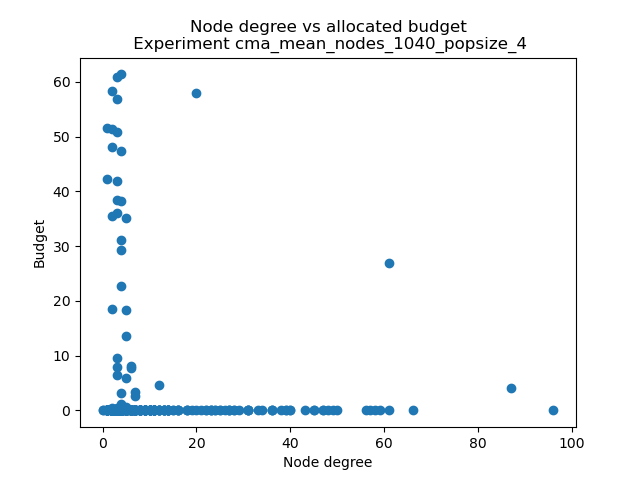 Node degree vs allocated budget
Experiment cma_mean_nodes_1040_popsize_4
60
50
40
30
20
10
0
Budget
0 20 40 60 80 100
Node degree